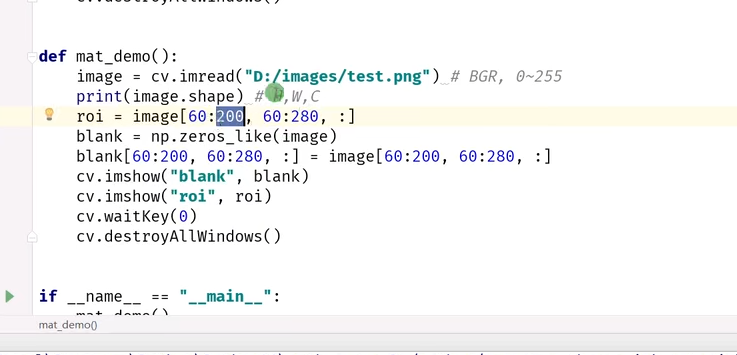 def mat_demo():
image = cv.imread("D:/images/test.png") # BGR, 0~255
print(image.shape) # H,W,C
roi = image[60:200, 60:280, :]
blank = np.zeros_like(image)
blank[60:200, 60:280, :] = image[60:200, 60:280, :]
cv.imshow("blank", blank)
cv.imshow("roi", roi)
cv.waitKey(0)
cv.destroyAllWindows()
if __name__ == "__main__":
mat_demo()
mat_demo()